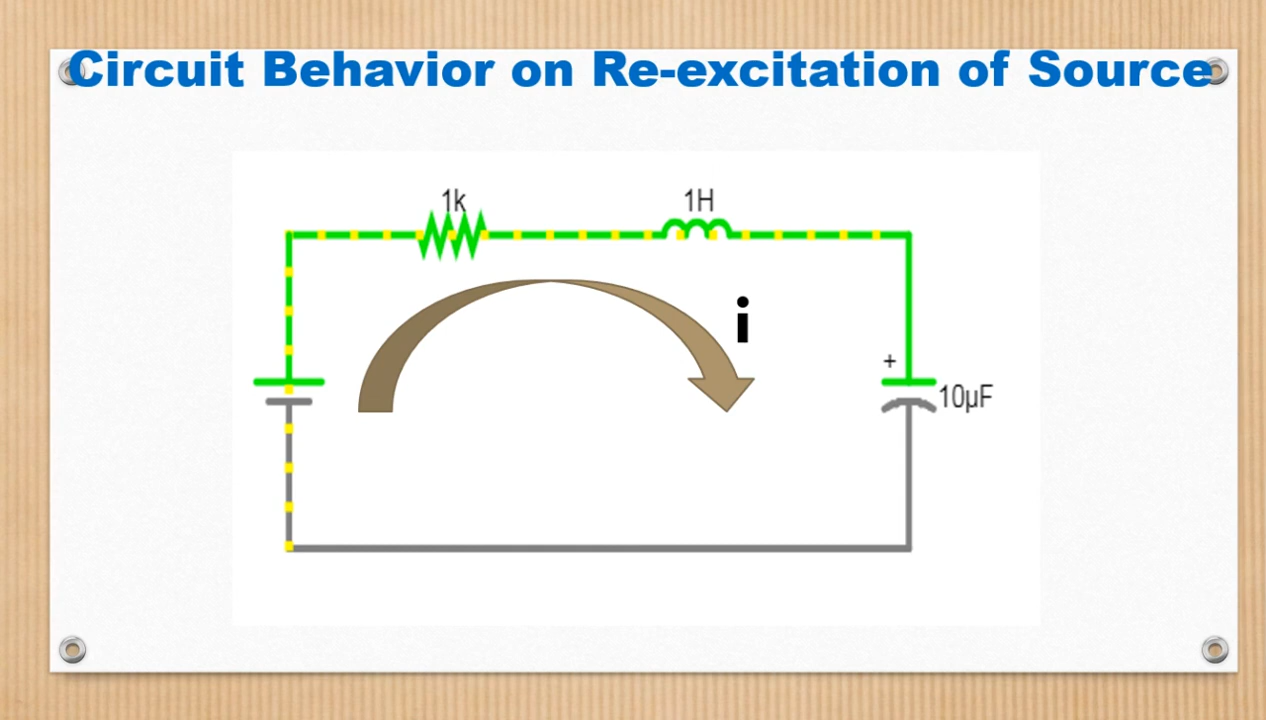 Circuit Behavior on Re-excitation of Source
1k
1H
i
+
10µF